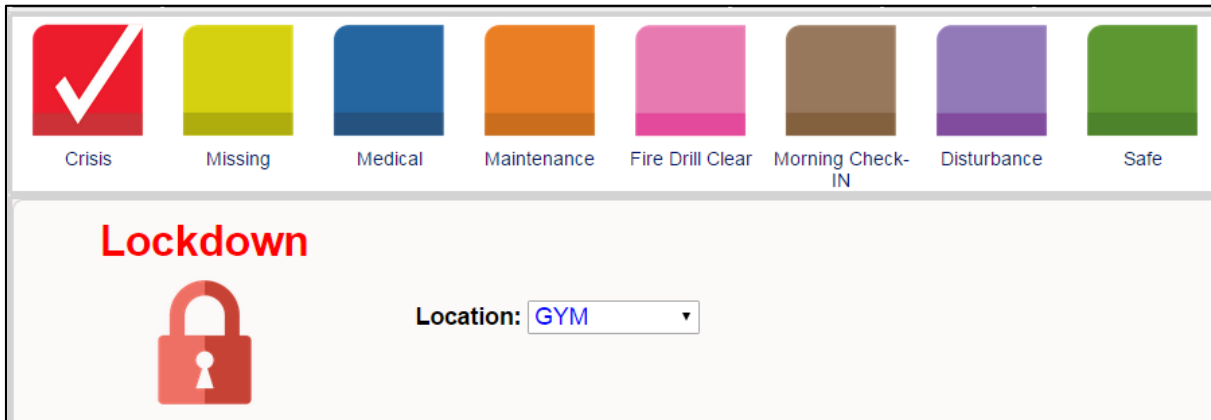 Crisis
Missing
Medical
Maintenance
Fire Drill Clear
Morning Check-
IN
Disturbance
Safe
Lockdown
Location: GYM